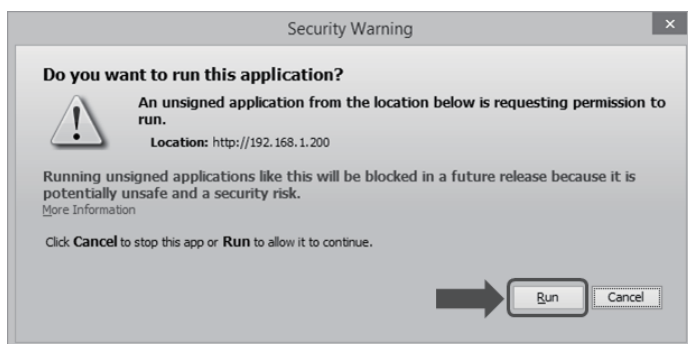 Security Warning
×
Do you want to run this application?
An unsigned application from the location below is requesting permission to
run.
Location: http://192.168.1.200
Running unsigned applications like this will be blocked in a future release because it is
potentially unsafe and a security risk.
More Information
Click Cancel to stop this app or Run to allow it to continue.
Run Cancel